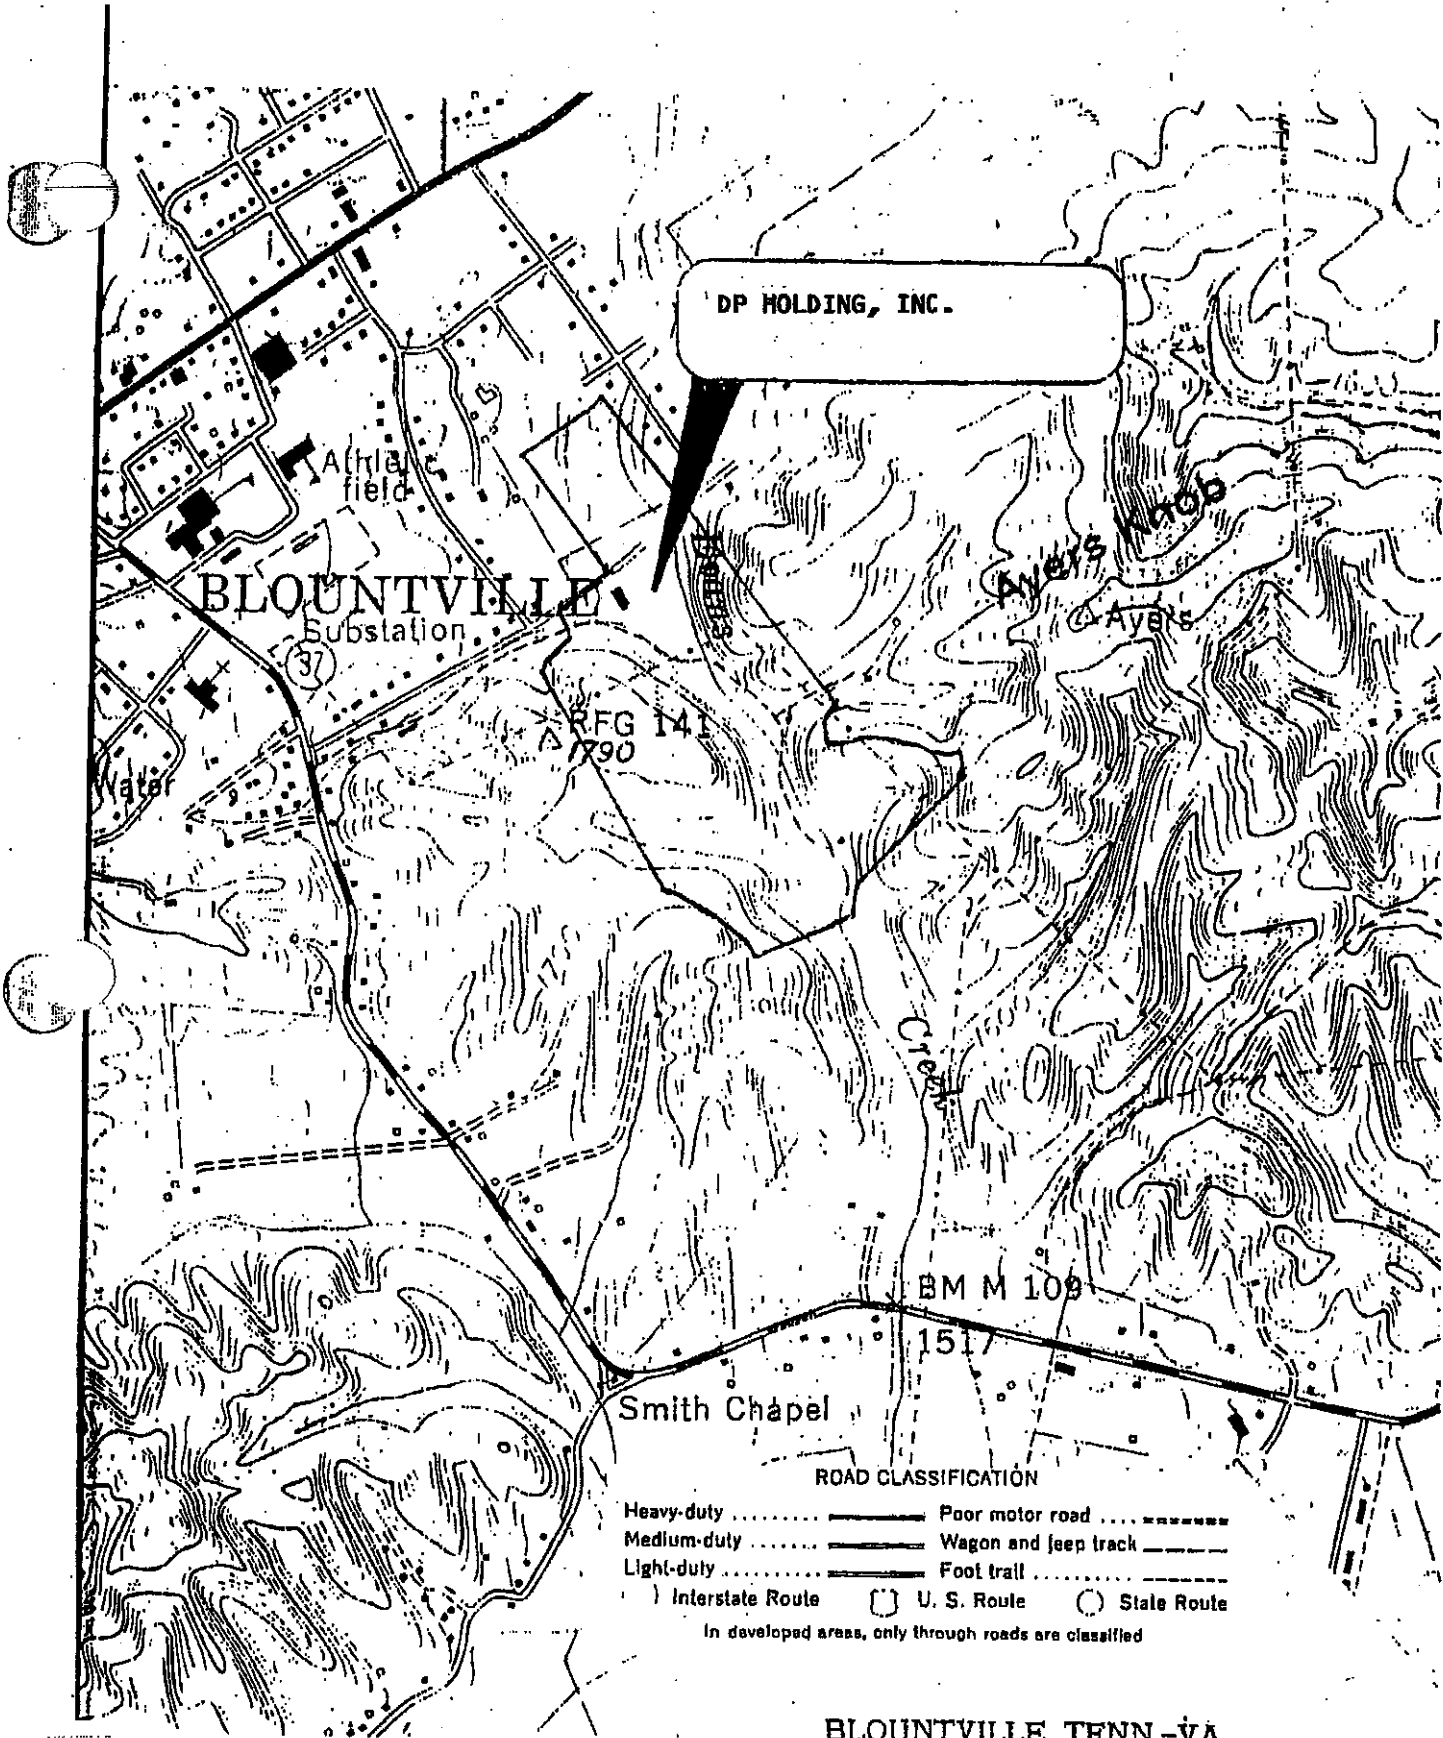 DP HOLDING, INC.
Athletic
field
Ayers Knob
BLOUNTVILLE
Substation
Ayers
37
RFG 141
1790
Water
Creek
BM M 109
1517
Smith Chapel
ROAD CLASSIFICATION
Heavy-duty ........ Poor motor road ....
Medium-duty ....... Wagon and jeep track
Light-duty .......... Foot trail ..........
Interstate Route U. S. Route State Route
In developed areas, only through roads are classified
BLOUNTVILLE, TENN.-VA.